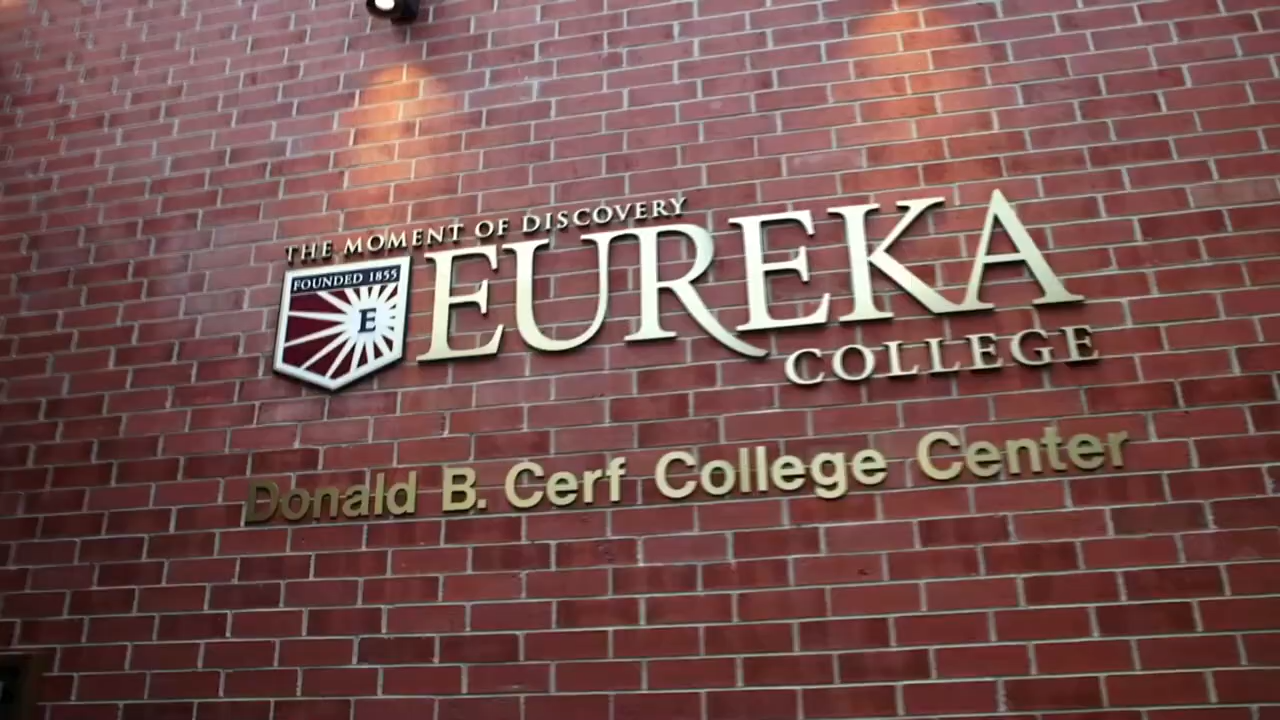 THE MOMENT OF DISCOVERY
FOUNDED 1855
E
EUREKA
COLLEGE
Donald B. Cerf College Center